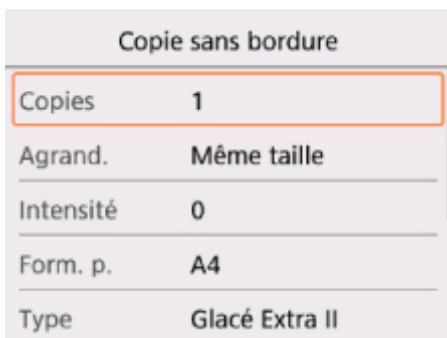 Copie sans bordure
Copies 1
Agrand. Même taille
Intensité 0
Form. p. A4
Type Glacé Extra II